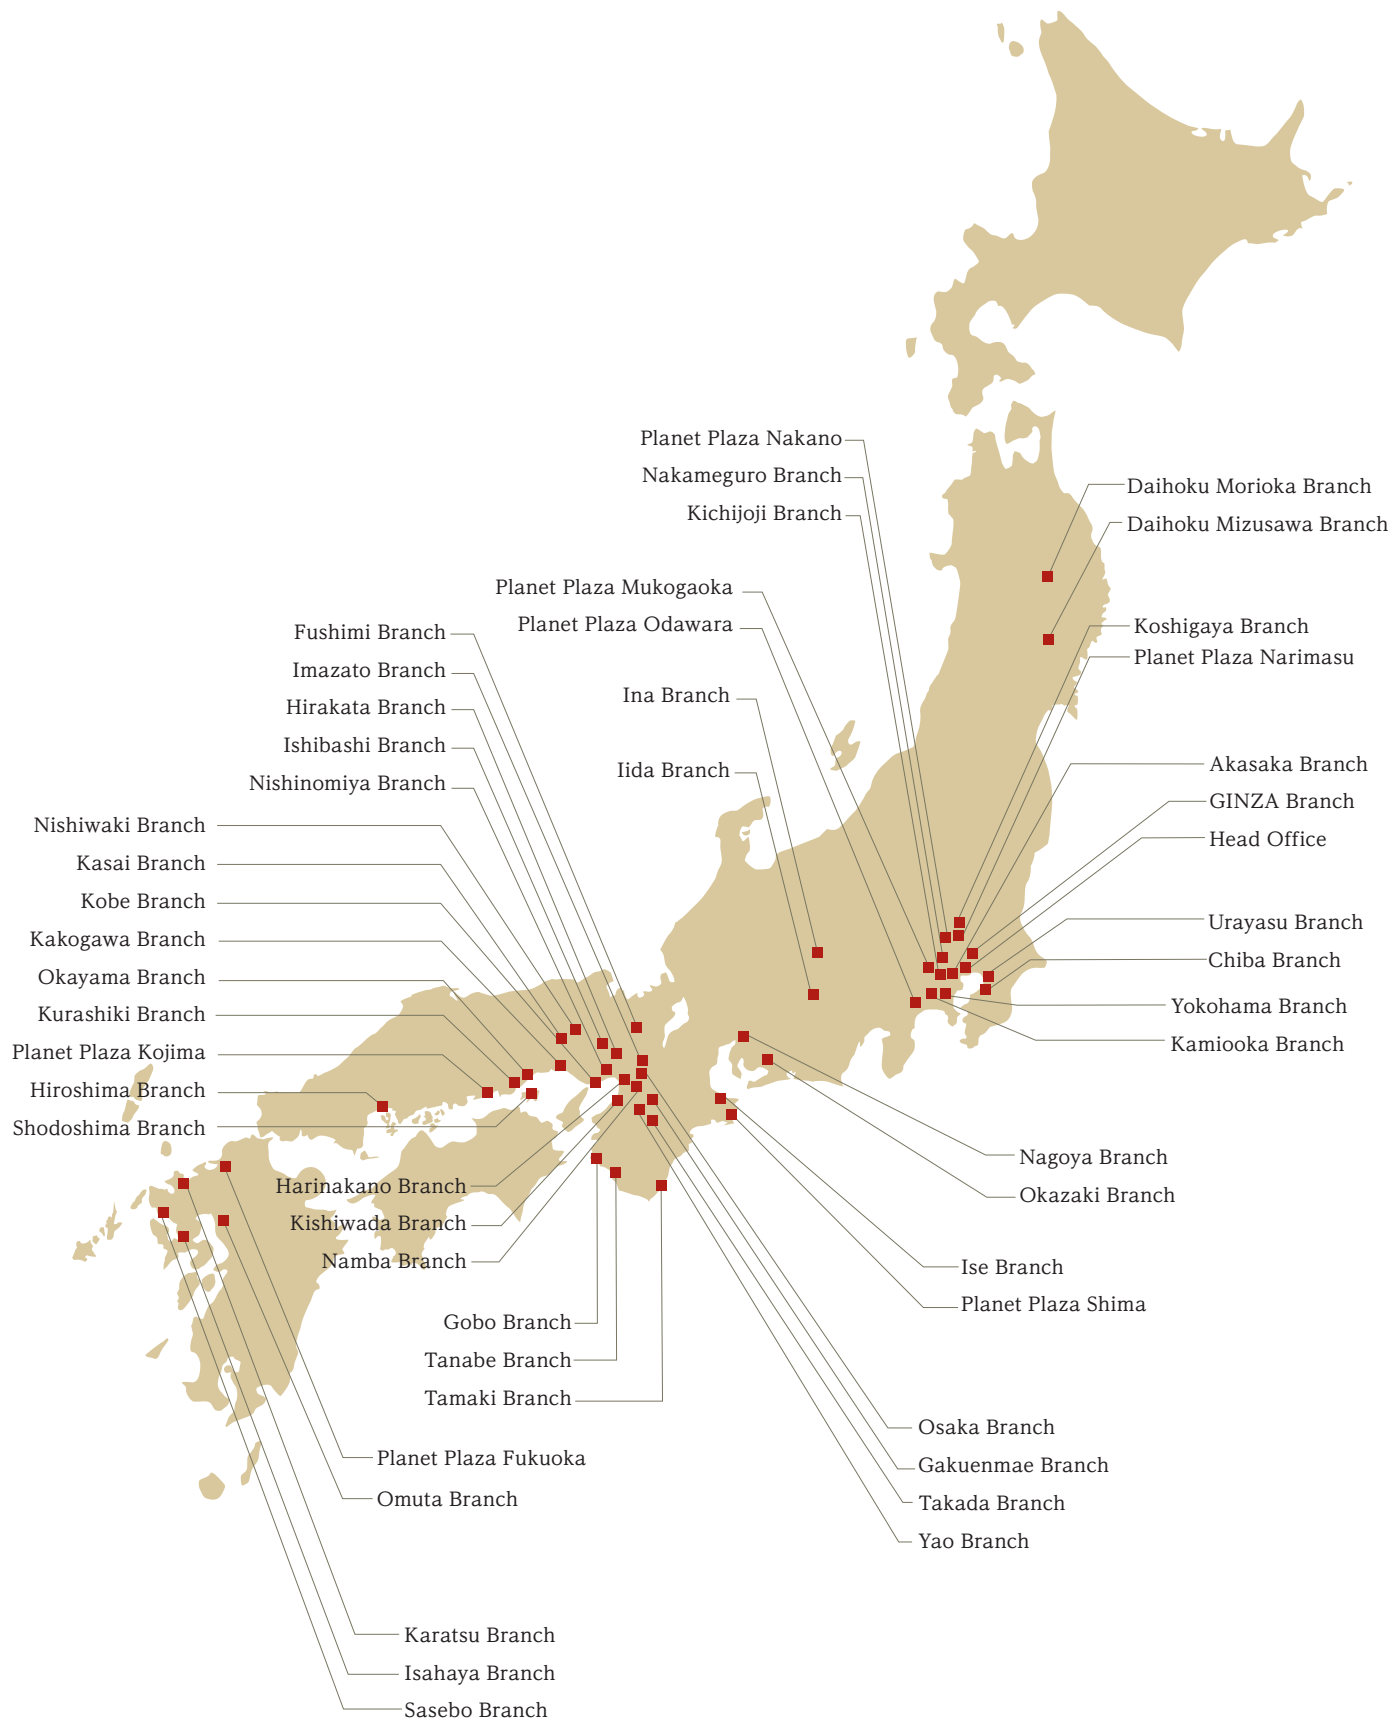 Planet Plaza Nakano
Nakameguro Branch
Kichijoji Branch
Daihoku Morioka Branch
Daihoku Mizusawa Branch
Planet Plaza Mukogaoka
Planet Plaza Odawara
Koshigaya Branch
Planet Plaza Narimasu
Fushimi Branch
Imazato Branch
Hirakata Branch
Ishibashi Branch
Nishinomiya Branch
Ina Branch
Iida Branch
Akasaka Branch
GINZA Branch
Head Office
Nishiwaki Branch
Kasai Branch
Kobe Branch
Kakogawa Branch
Okayama Branch
Kurashiki Branch
Planet Plaza Kojima
Hiroshima Branch
Shodoshima Branch
Urayasu Branch
Chiba Branch
Yokohama Branch
Kamiooka Branch
Nagoya Branch
Okazaki Branch
Harinakano Branch
Kishiwada Branch
Namba Branch
Ise Branch
Planet Plaza Shima
Gobo Branch
Tanabe Branch
Tamaki Branch
Osaka Branch
Gakuenmae Branch
Takada Branch
Yao Branch
Planet Plaza Fukuoka
Omuta Branch
Karatsu Branch
Isahaya Branch
Sasebo Branch